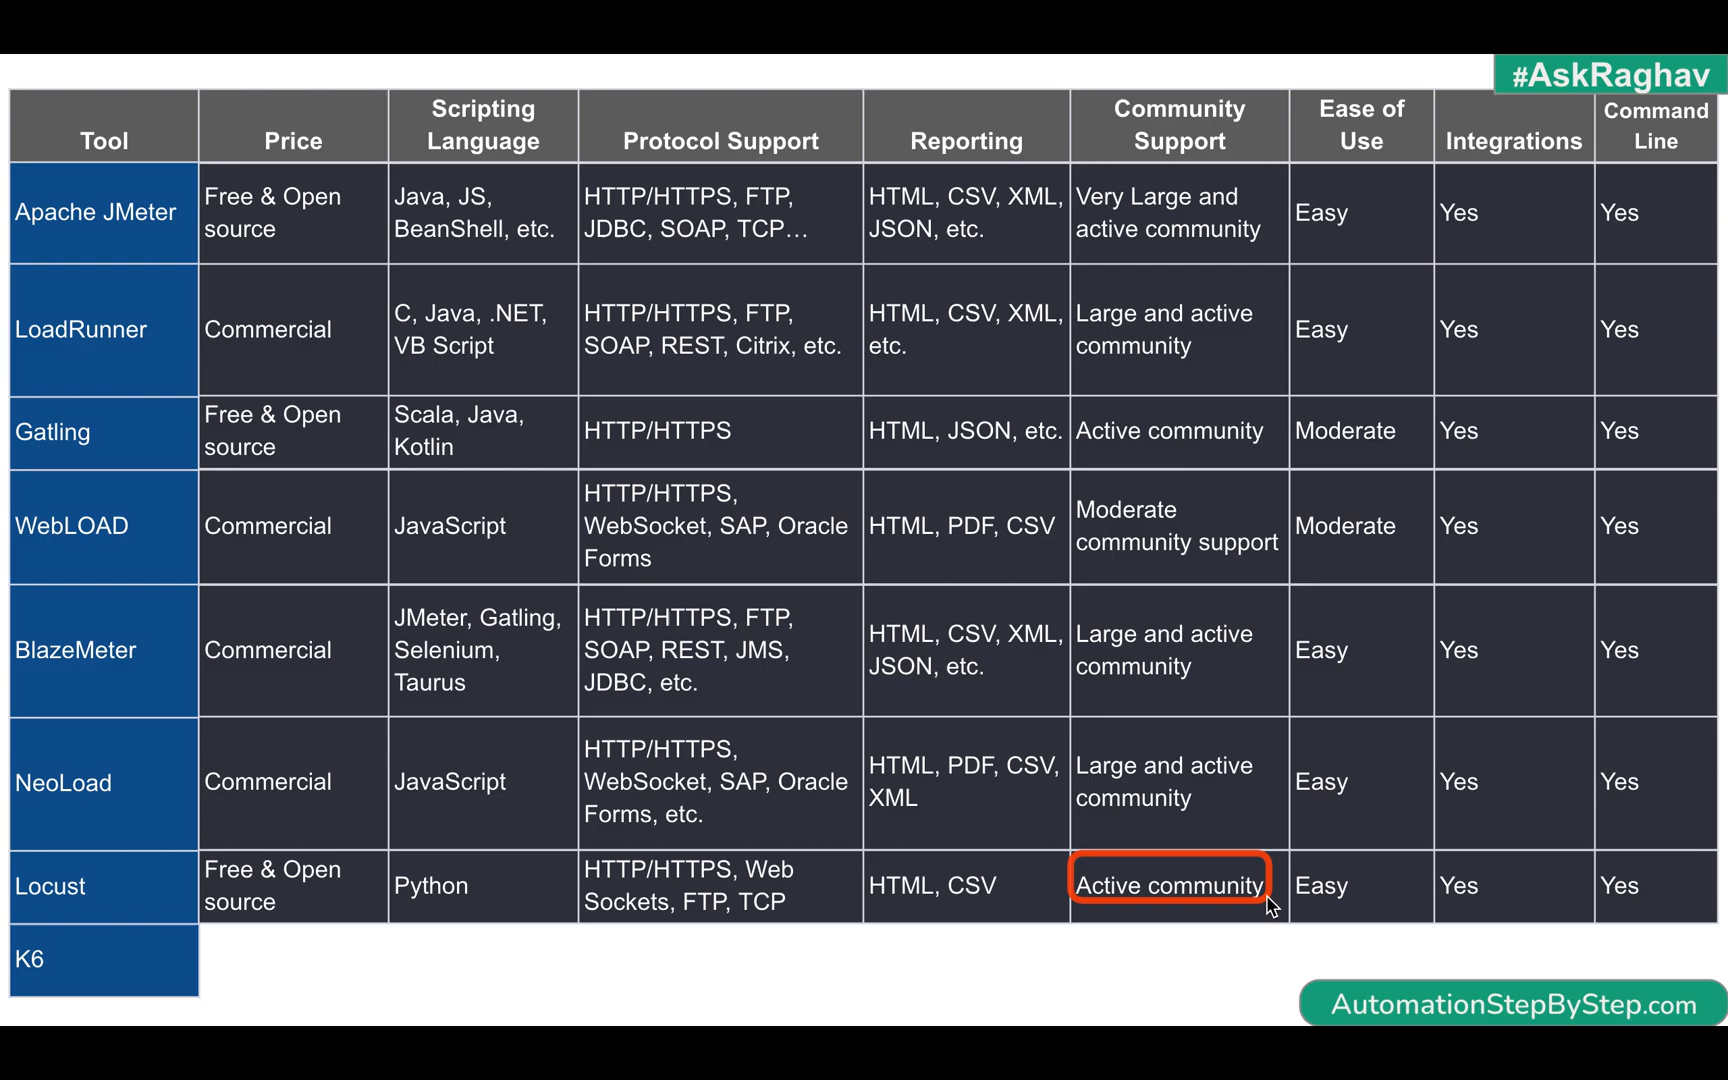 #AskRaghav
Tool
Price
Scripting
Language
Protocol Support
Reporting
Community
Support
Ease of
Use
Integrations
Command
Line
Apache JMeter
Free & Open
source
Java, JS,
BeanShell, etc.
HTTP/HTTPS, FTP,
JDBC, SOAP, TCP…
HTML, CSV, XML,
JSON, etc.
Very Large and
active community
Easy
Yes
Yes
LoadRunner
Commercial
C, Java, .NET,
VB Script
HTTP/HTTPS, FTP,
SOAP, REST, Citrix, etc.
HTML, CSV, XML,
etc.
Large and active
community
Easy
Yes
Yes
Gatling
Free & Open
source
Scala, Java,
Kotlin
HTTP/HTTPS
HTML, JSON, etc.
Active community
Moderate
Yes
Yes
WebLOAD
Commercial
JavaScript
HTTP/HTTPS,
WebSocket, SAP, Oracle
Forms
HTML, PDF, CSV
Moderate
community support
Moderate
Yes
Yes
BlazeMeter
Commercial
JMeter, Gatling,
Selenium,
Taurus
HTTP/HTTPS, FTP,
SOAP, REST, JMS,
JDBC, etc.
HTML, CSV, XML,
JSON, etc.
Large and active
community
Easy
Yes
Yes
NeoLoad
Commercial
JavaScript
HTTP/HTTPS,
WebSocket, SAP, Oracle
Forms, etc.
HTML, PDF, CSV,
XML
Large and active
community
Easy
Yes
Yes
Locust
Free & Open
source
Python
HTTP/HTTPS, Web
Sockets, FTP, TCP
HTML, CSV
Active community
Easy
Yes
Yes
K6
AutomationStepByStep.com